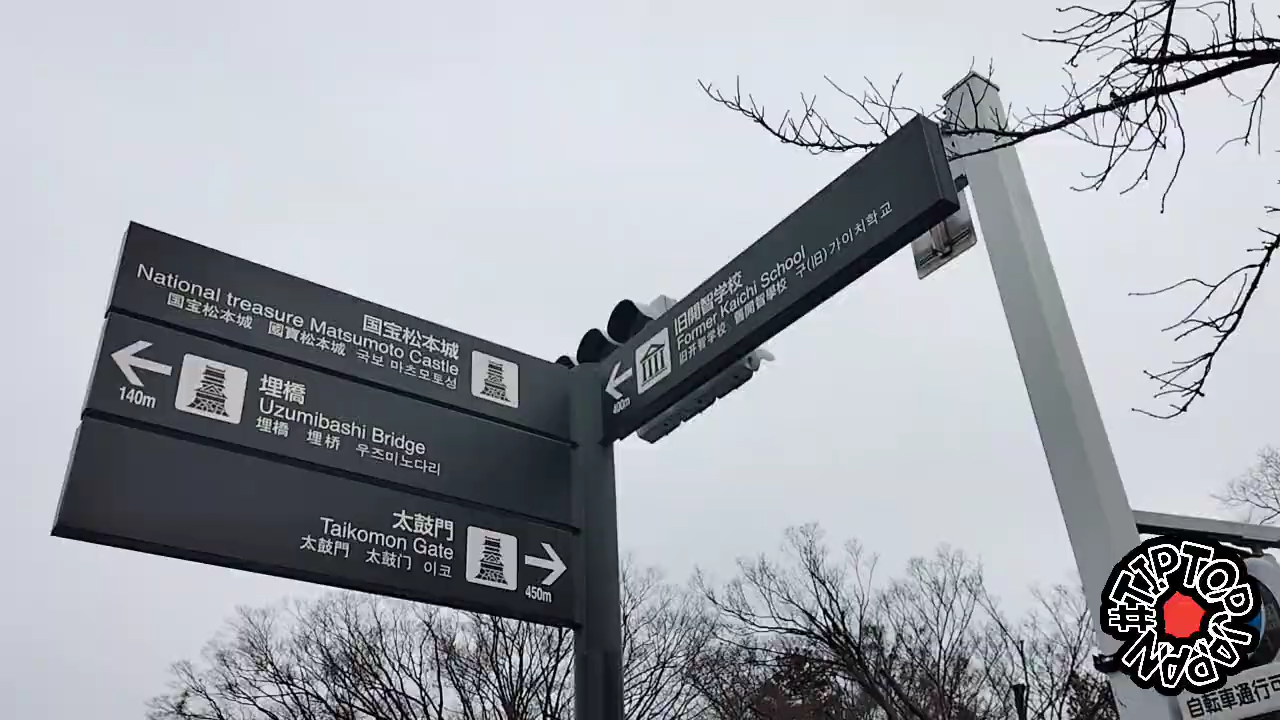 国宝松本城
National treasure Matsumoto Castle
国宝松本城 國寶松本城 국보 마츠모토성
140m
埋橋
Uzumibashi Bridge
埋橋 埋桥 우즈미노다리
太鼓門
Taikomon Gate
太鼓門 太鼓门 이코
450m
旧開智学校
Former Kaichi School
旧开智学校 舊開智學校 구(旧)가이치학교
400m
#TIPTOPJAPAN
自転車通行可